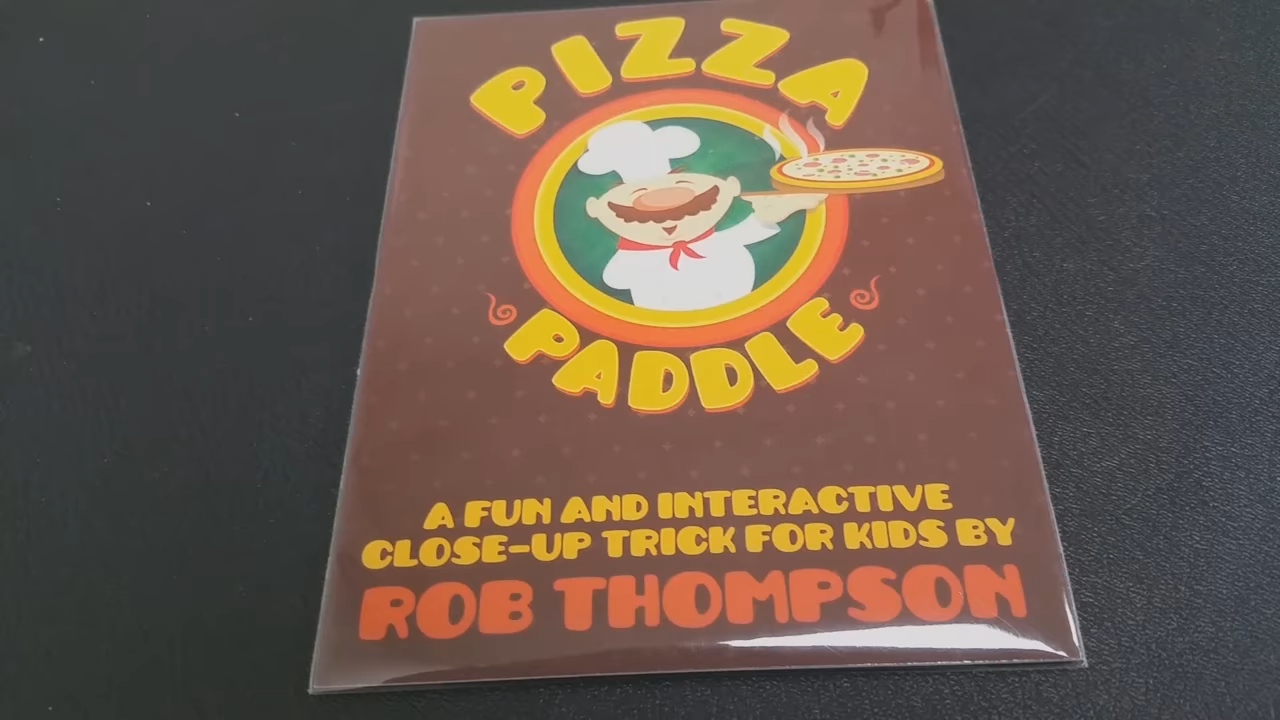 PIZZA
PADDLE
A FUN AND INTERACTIVE
CLOSE-UP TRICK FOR KIDS BY
ROB THOMPSON